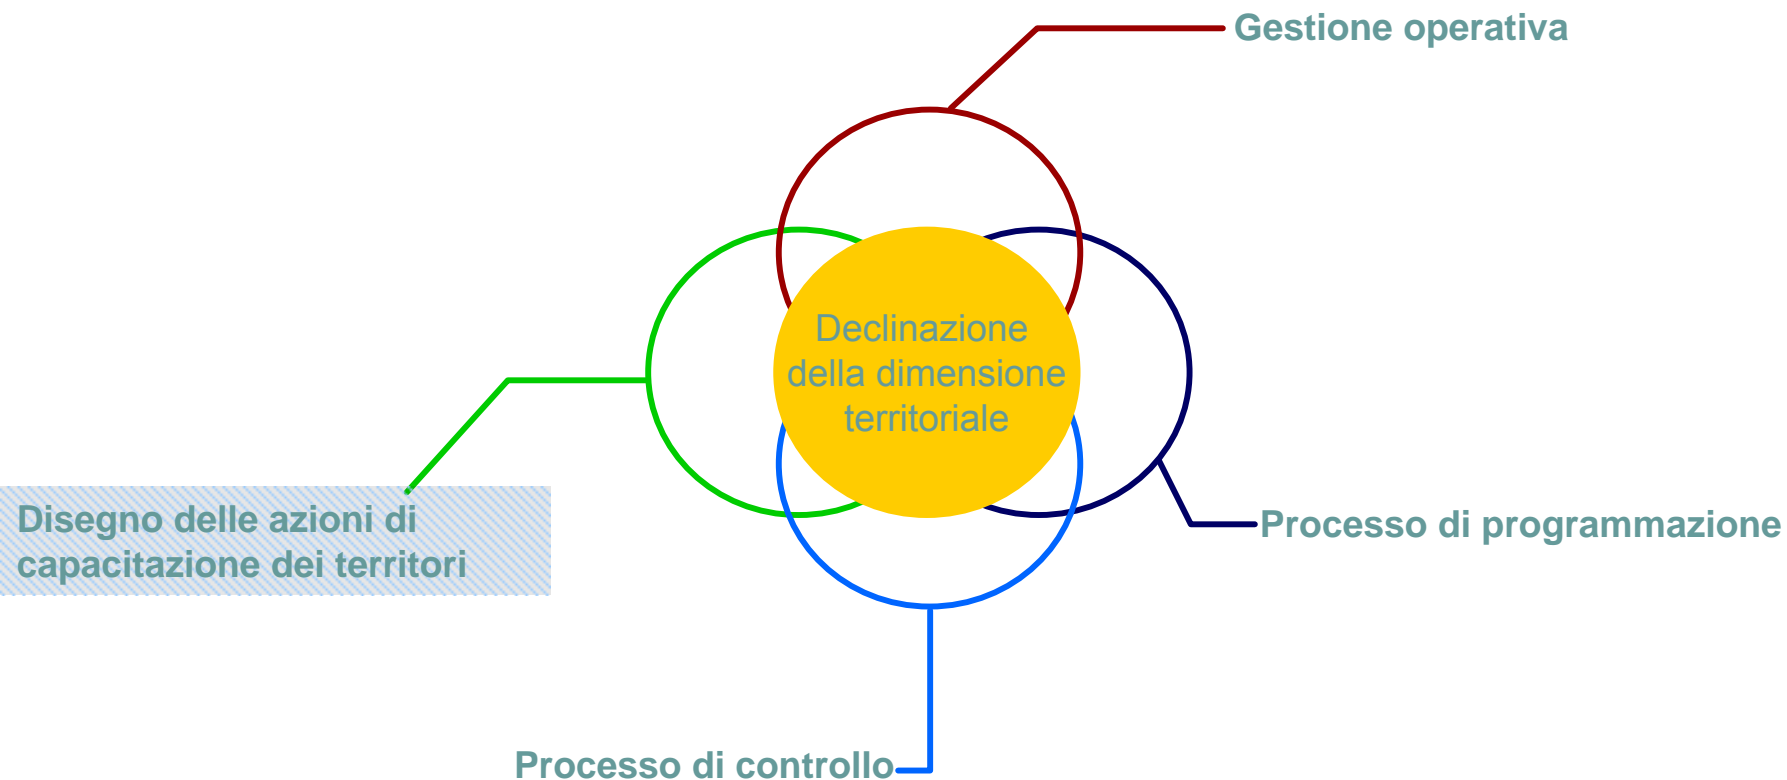 Gestione operativa
Declinazione
della dimensione
territoriale
Disegno delle azioni di
capacitazione dei territori
Processo di programmazione
Processo di controllo